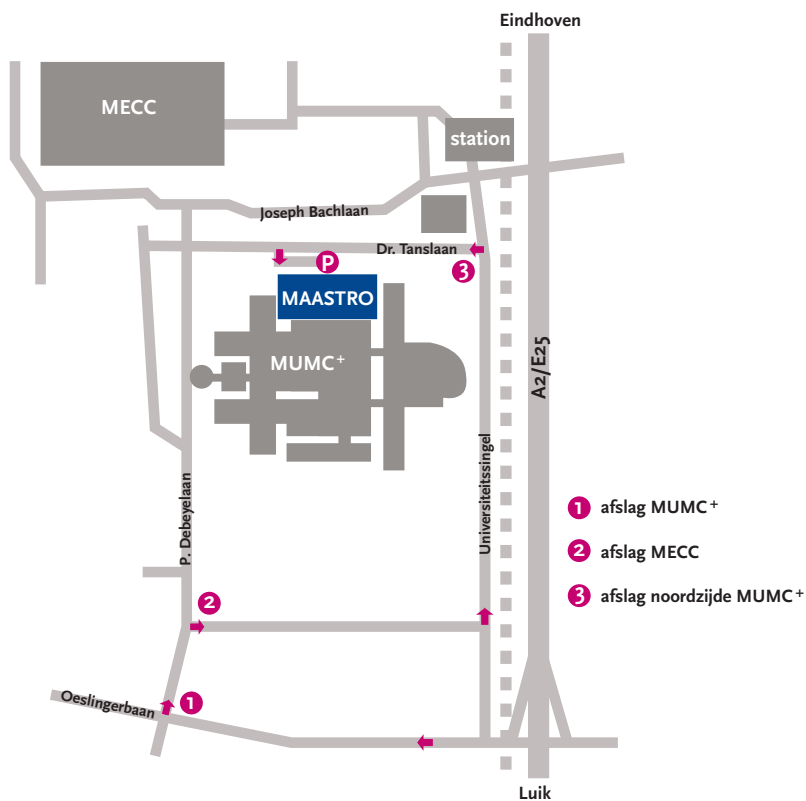 Eindhoven
MECC
station
Joseph Bachlaan
Dr. Tanslaan
P
3
MAASTRO
MUMC+
A2/E25
P. Debeyelaan
Universiteitssingel
1 afslag MUMC+
2 afslag MECC
3 afslag noordzijde MUMC+
2
1
Oeslingerbaan
Luik